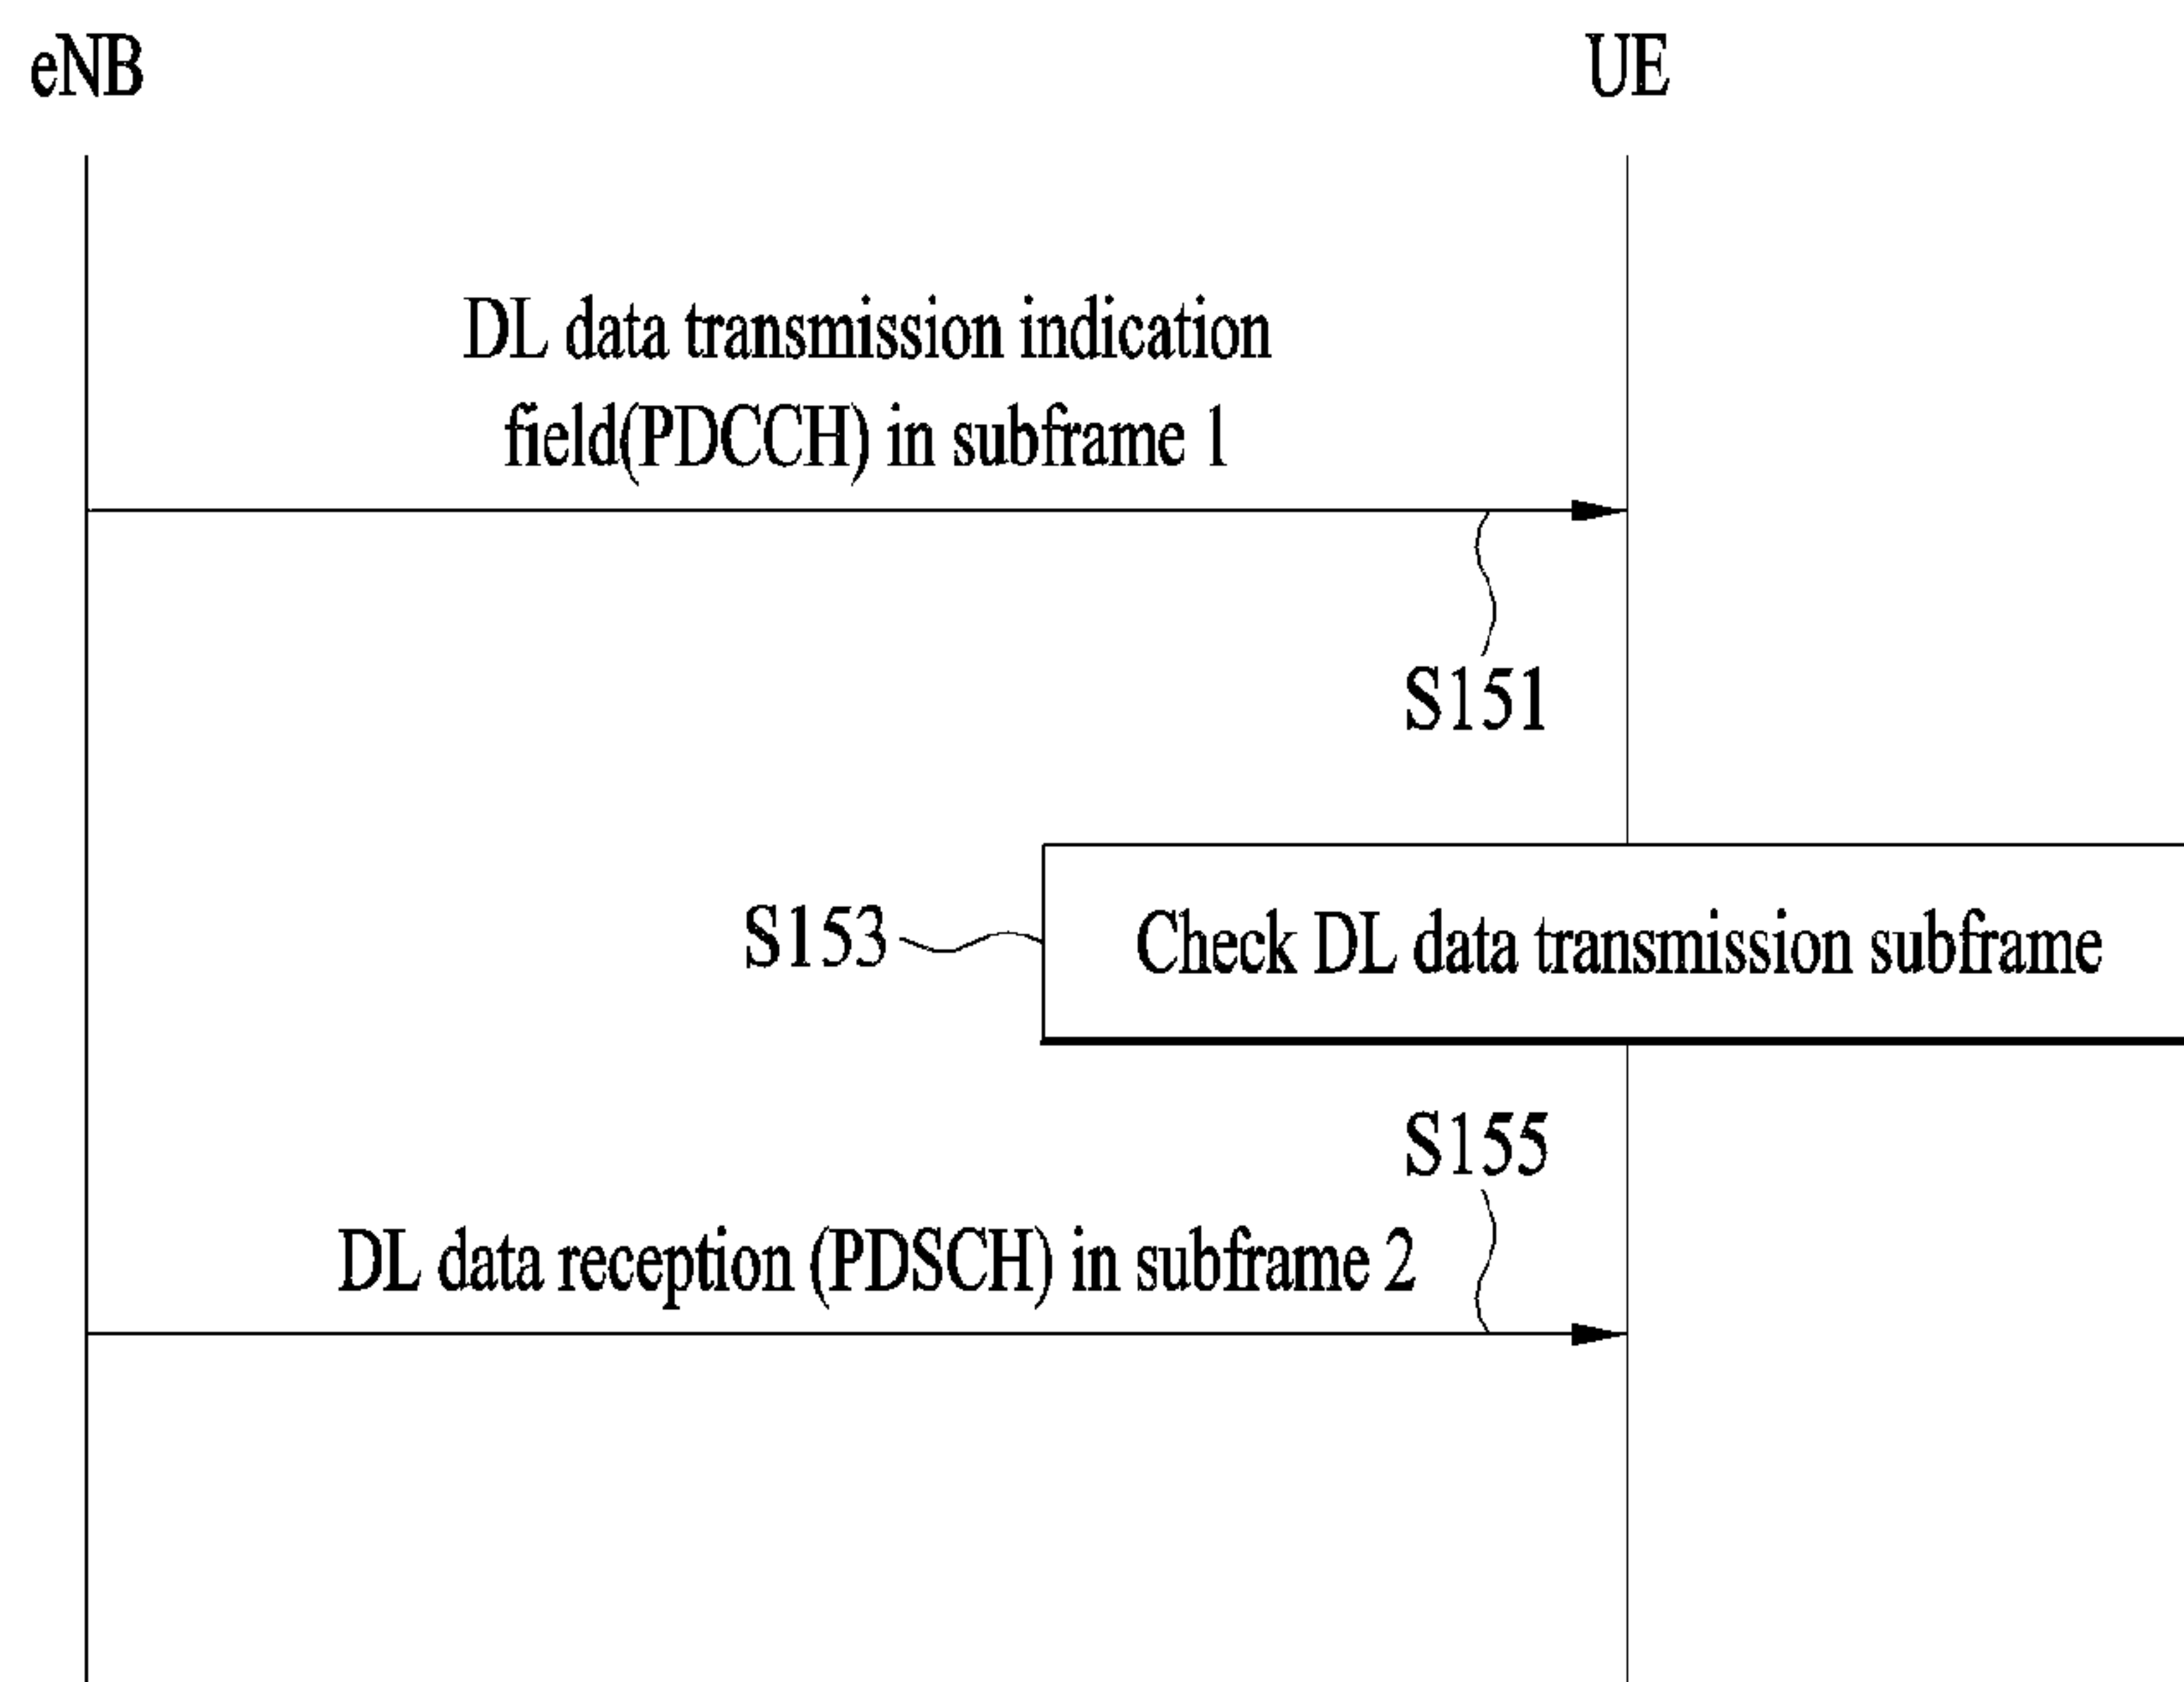 eNB
UE
DL data transmission indication
field(PDCCH) in subframe 1
S151
S153
Check DL data transmission subframe
S155
DL data reception (PDSCH) in subframe 2